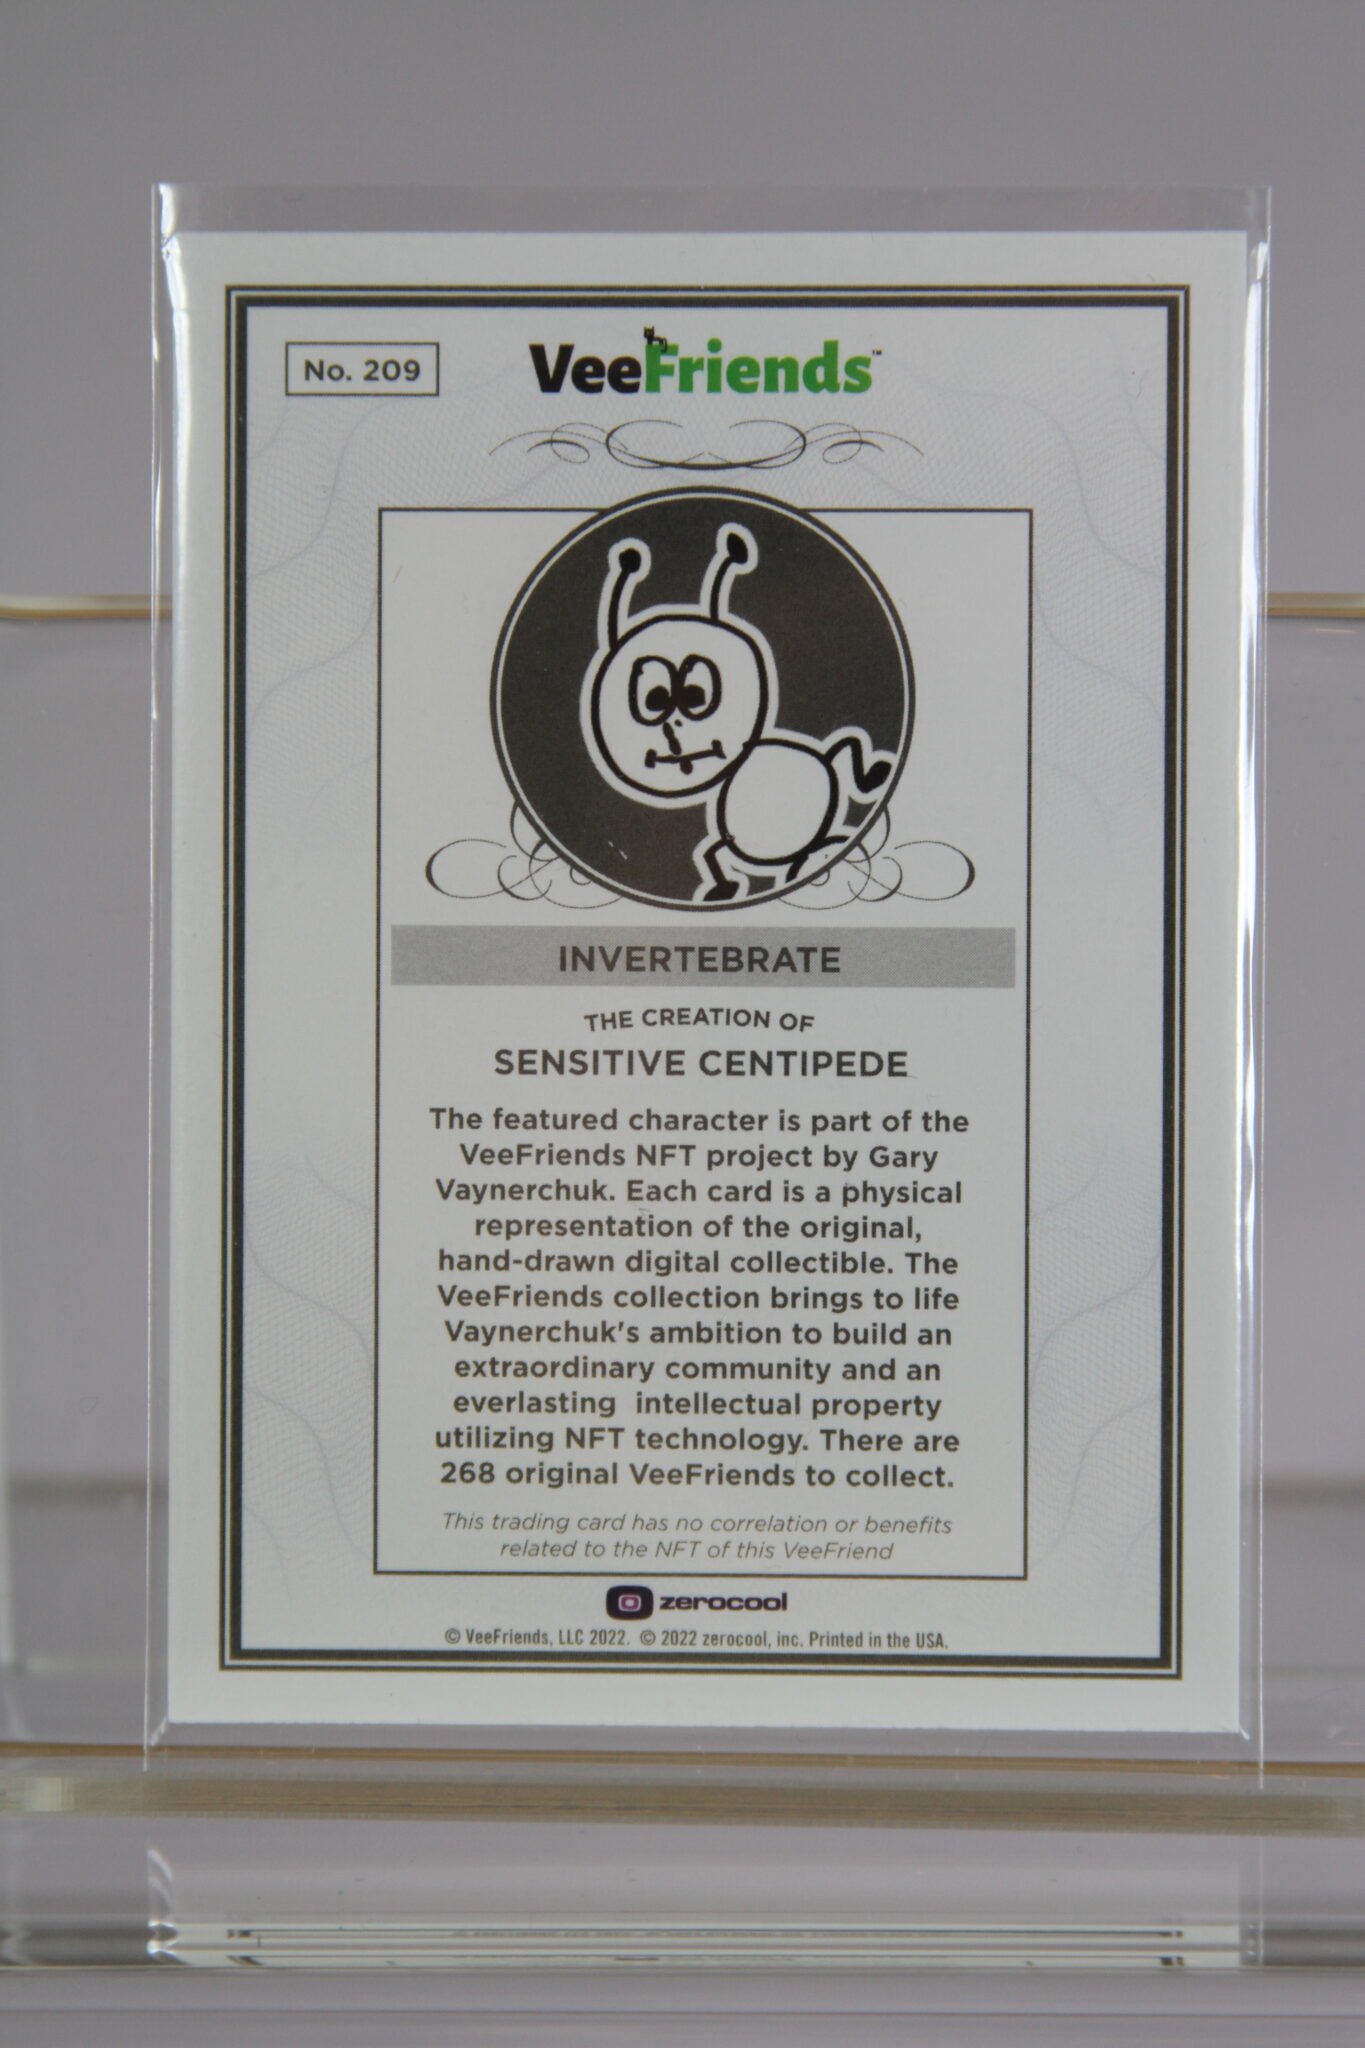 No. 209
VeeFriends™
INVERTEBRATE
THE CREATION OF
SENSITIVE CENTIPEDE
The featured character is part of the
VeeFriends NFT project by Gary
Vaynerchuk. Each card is a physical
representation of the original,
hand-drawn digital collectible. The
VeeFriends collection brings to life
Vaynerchuk's ambition to build an
extraordinary community and an
everlasting  intellectual property
utilizing NFT technology. There are
268 original VeeFriends to collect.
This trading card has no correlation or benefits
related to the NFT of this VeeFriend
zerocool
© VeeFriends, LLC 2022.  © 2022 zerocool, inc. Printed in the USA.